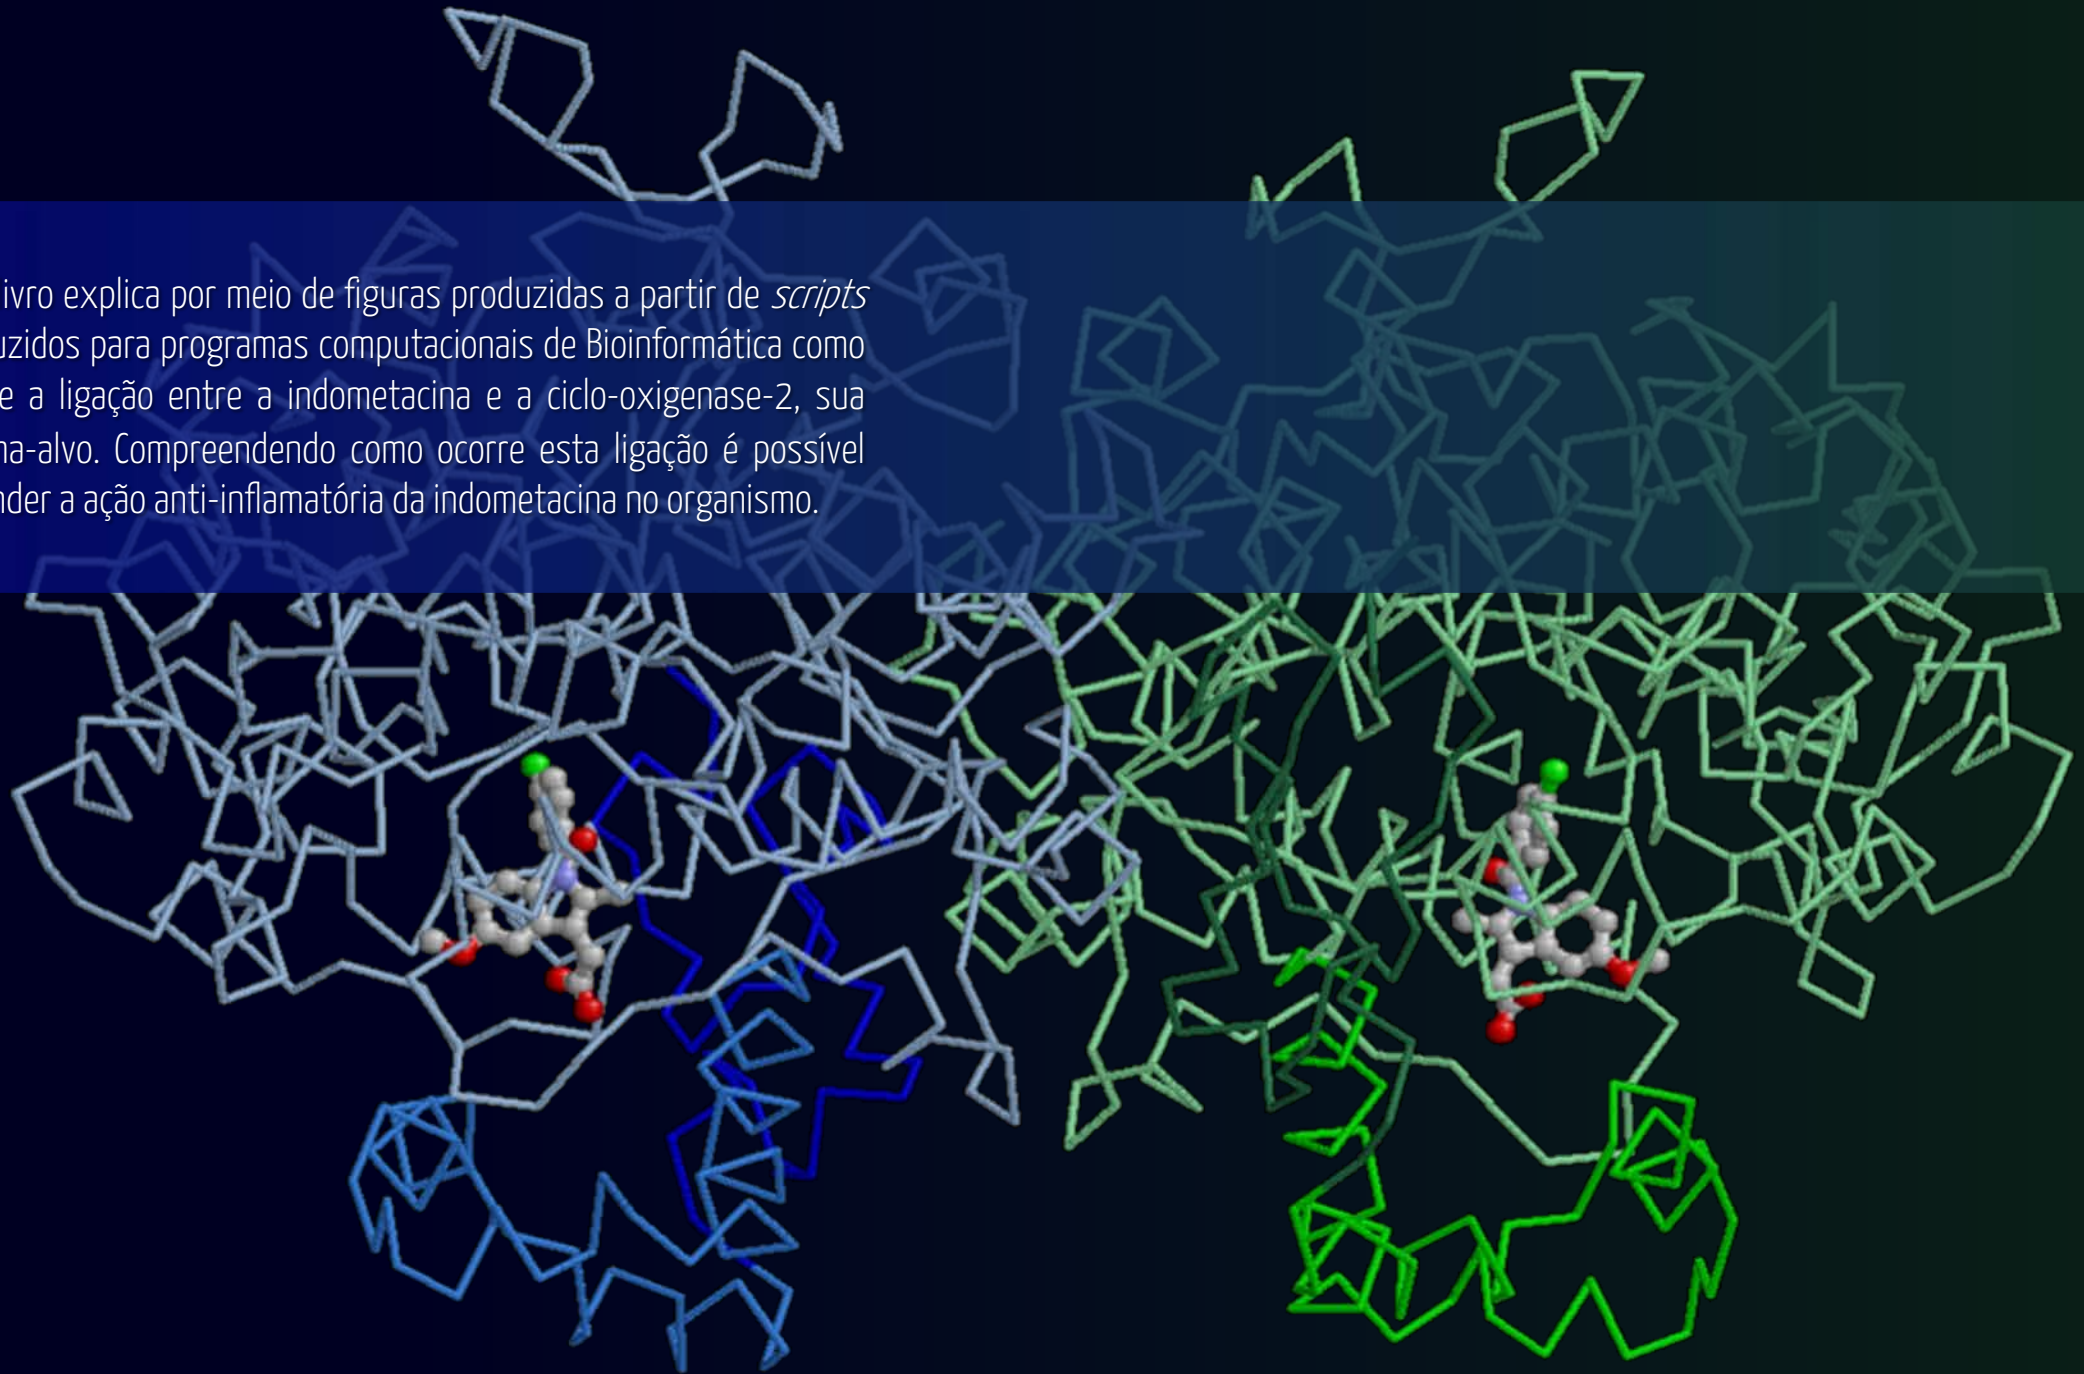 ivro explica por meio de figuras produzidas a partir de scripts
uzidos para programas computacionais de Bioinformática como
e a ligação entre a indometacina e a ciclo-oxigenase-2, sua
na-alvo. Compreendendo como ocorre esta ligação é possível
nder a ação anti-inflamatória da indometacina no organismo.